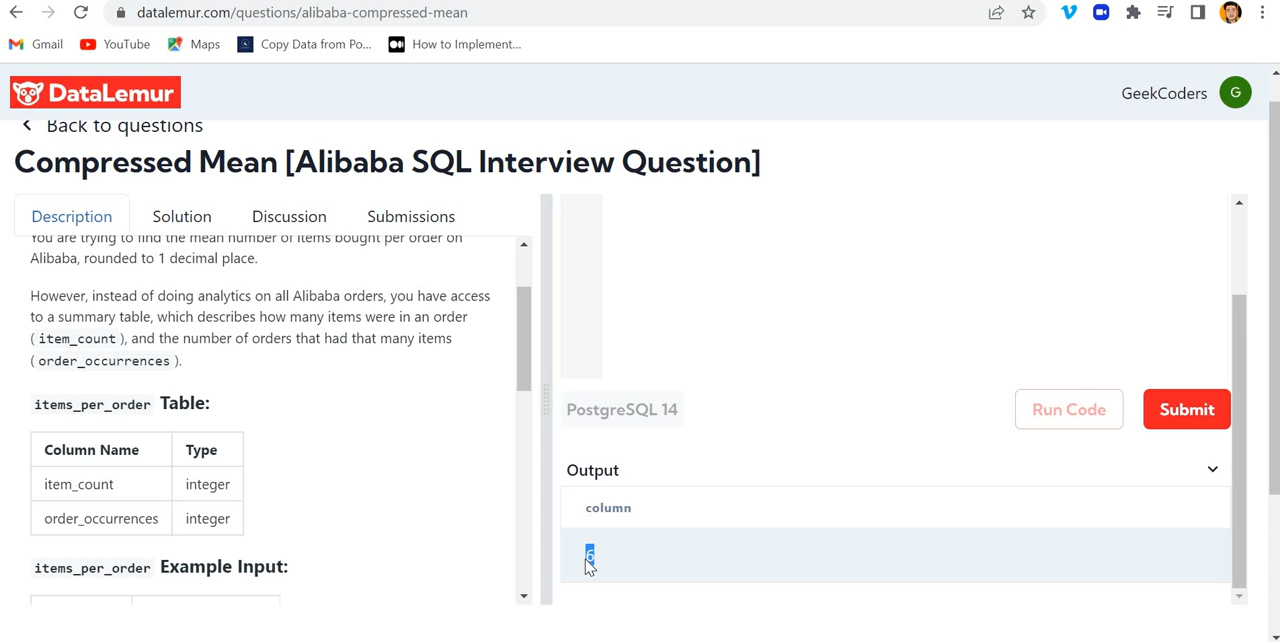 datalemur.com/questions/alibaba-compressed-mean
Gmail YouTube Maps Copy Data from Po... How to Implement...
DataLemur
GeekCoders G
Back to questions
Compressed Mean [Alibaba SQL Interview Question]
Description Solution Discussion Submissions
You are trying to find the mean number of items bought per order on
Alibaba, rounded to 1 decimal place.
However, instead of doing analytics on all Alibaba orders, you have access
to a summary table, which describes how many items were in an order
( item_count ), and the number of orders that had that many items
( order_occurrences ).
items_per_order Table:
Column Name Type
item_count integer
order_occurrences integer
items_per_order Example Input:
PostgreSQL 14
Run Code Submit
Output
column
6